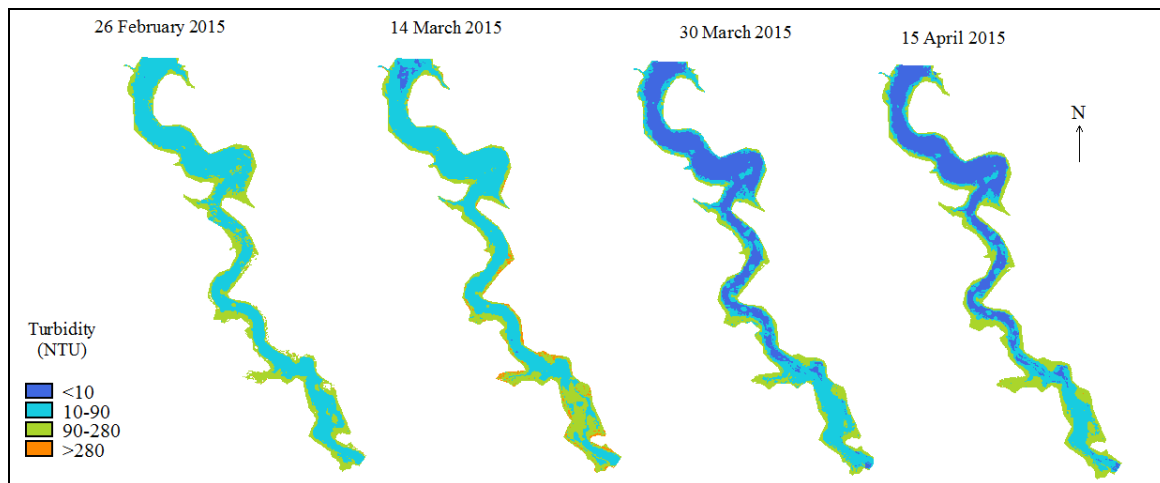 26 February 2015
14 March 2015
30 March 2015
15 April 2015
N
Turbidity
(NTU)
<10
10-90
90-280
>280